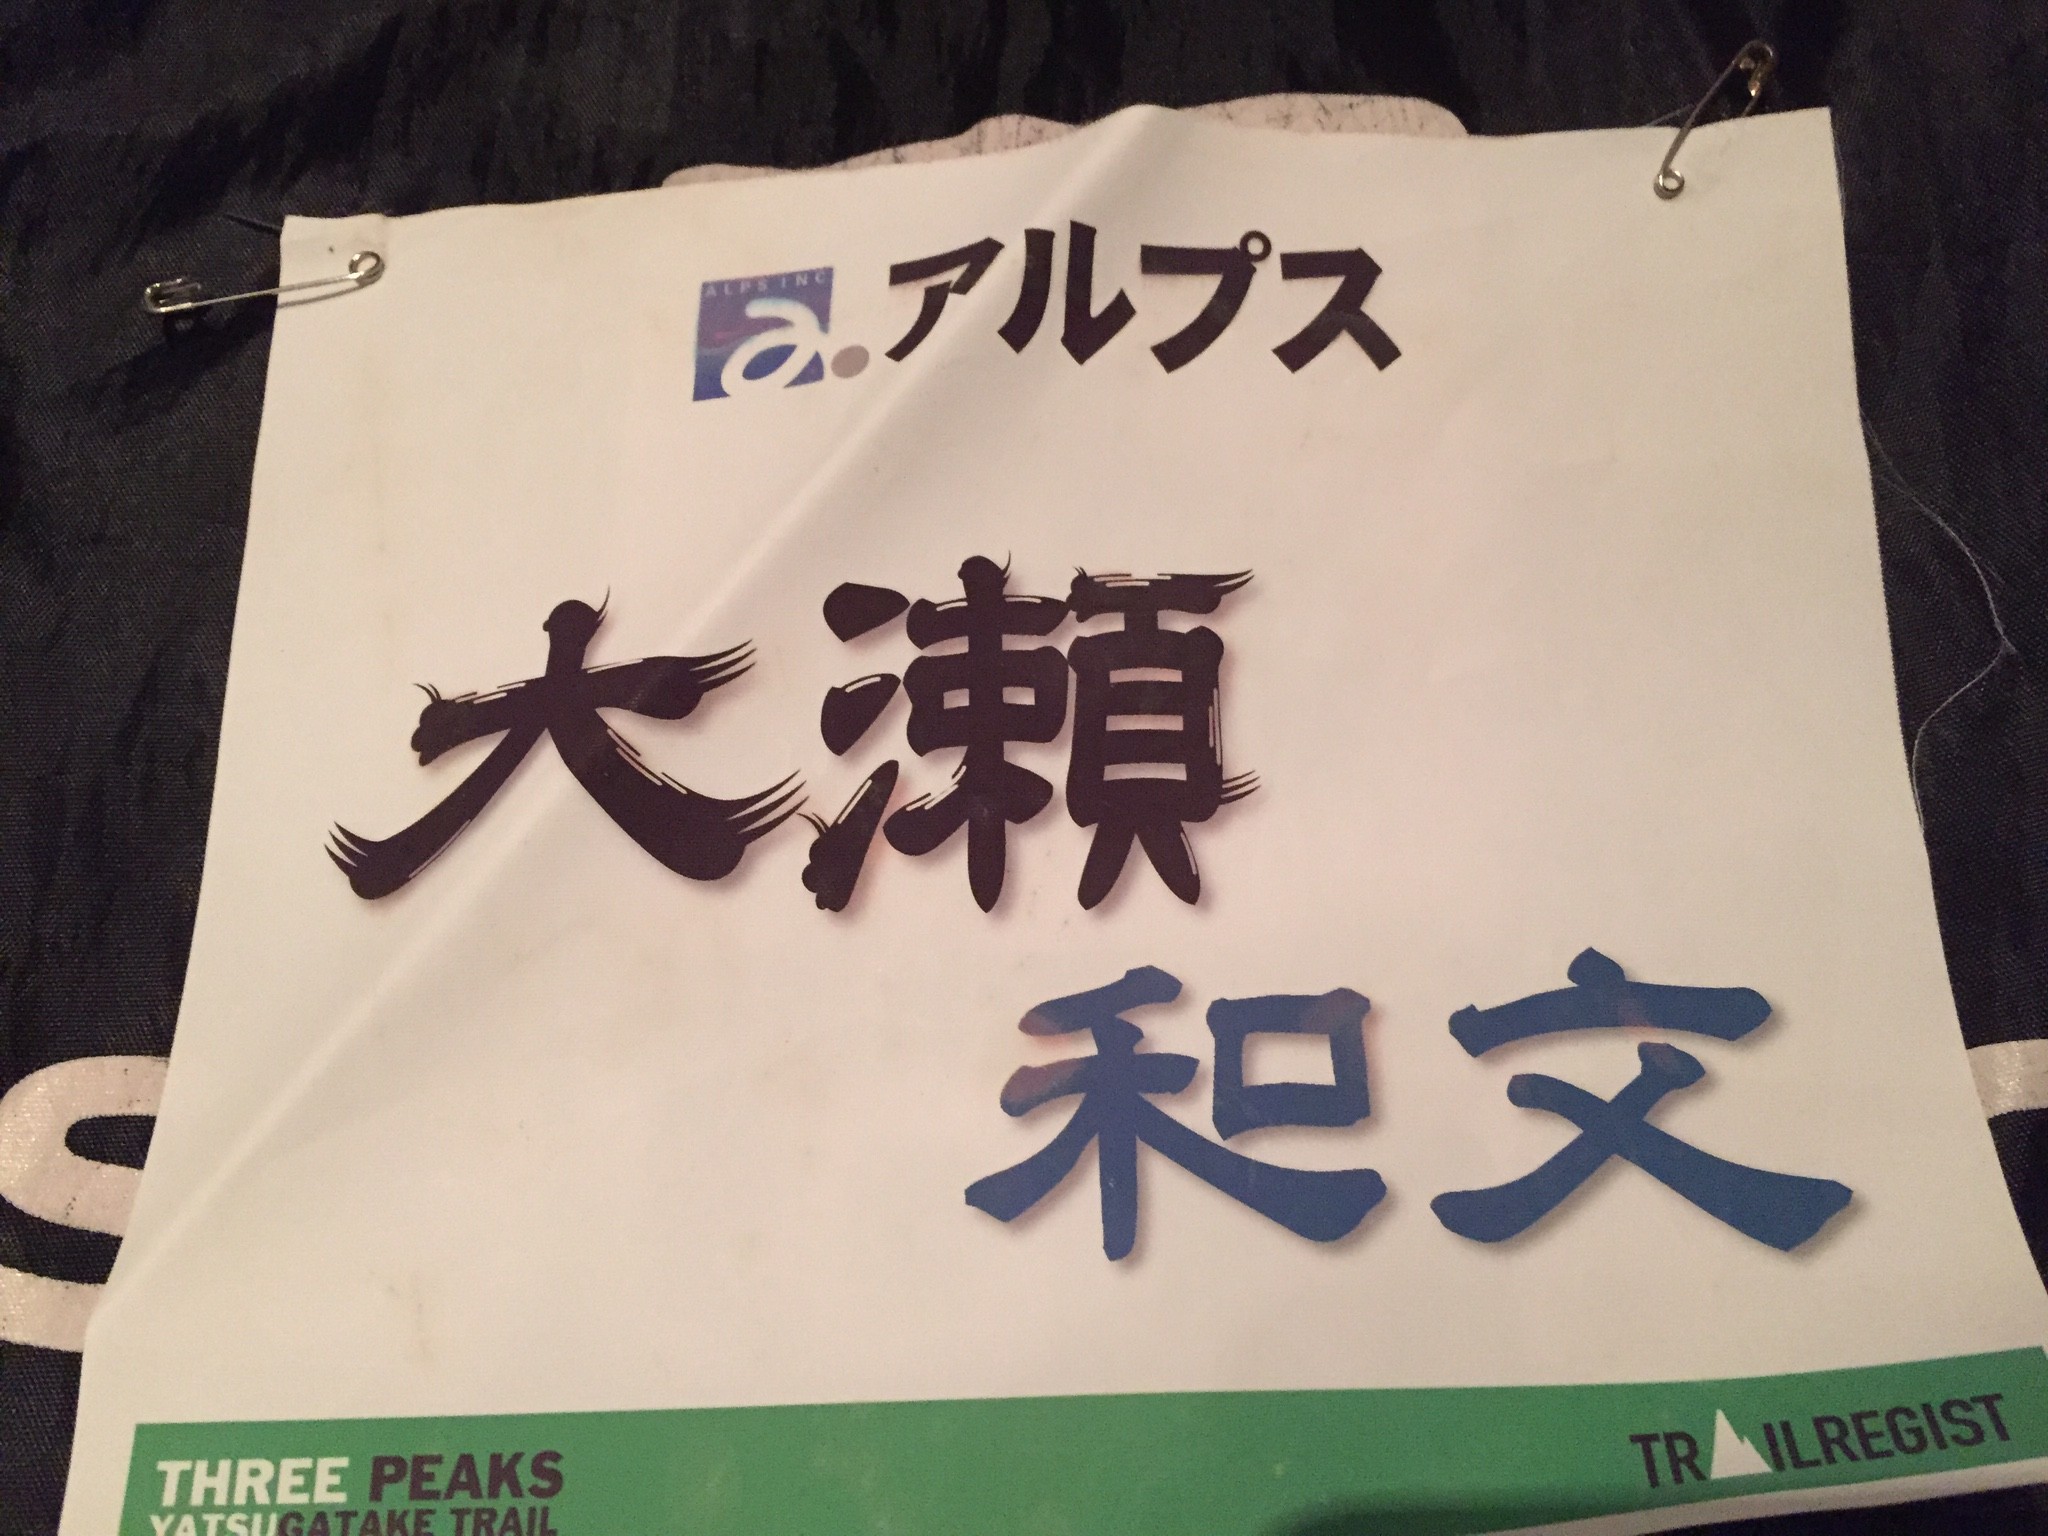 ALPS INC
a.アルプス
大瀬
和文
THREE PEAKS
YATSUGATAKE TRAIL
TRAILREGIST